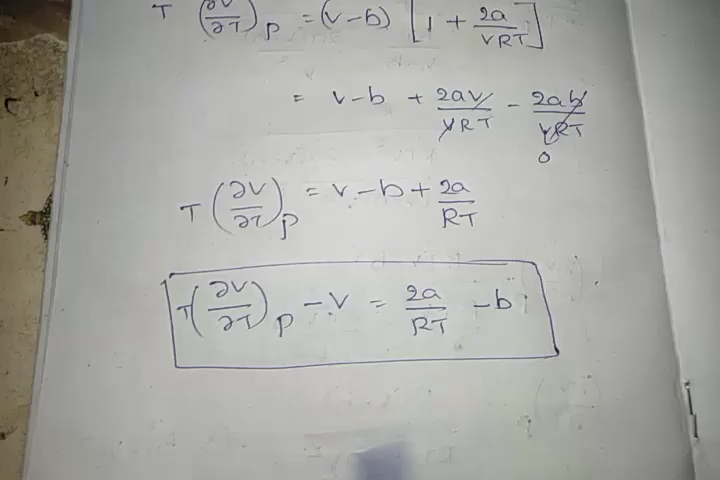 T (∂V/∂T)P = (V-b) [1 + 2a/VRT]
= V-b + 2aV/VRT - 2ab/VRT
0
T (∂V/∂T)P = V-b + 2a/RT
T(∂V/∂T)P - V = 2a/RT - b